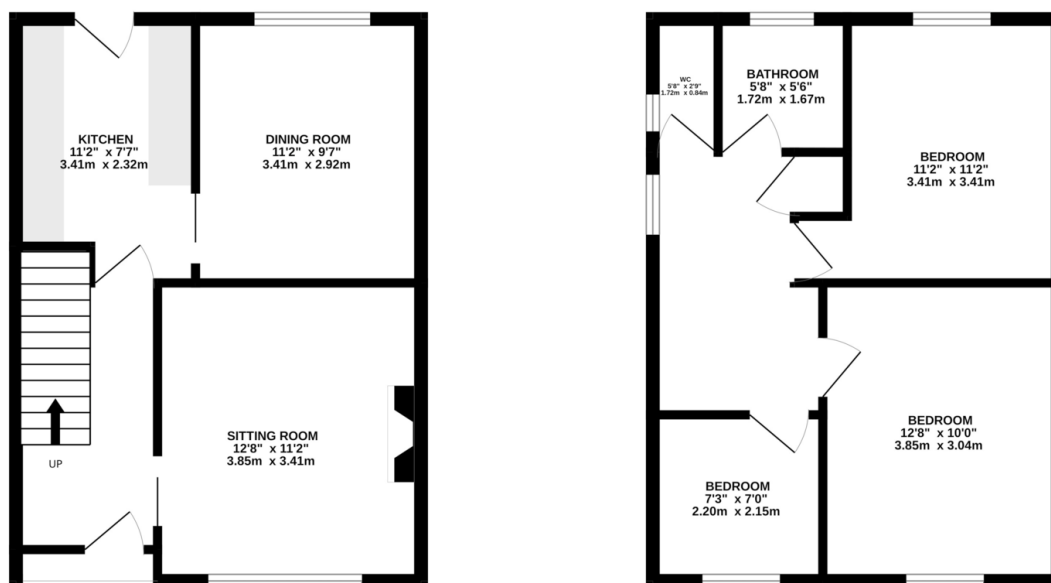 KITCHEN
11'2" x 7'7"
3.41m x 2.32m
DINING ROOM
11'2" x 9'7"
3.41m x 2.92m
UP
SITTING ROOM
12'8" x 11'2"
3.85m x 3.41m
WC
5'8" x 2'9"
1.72m x 0.84m
BATHROOM
5'8" x 5'6"
1.72m x 1.67m
BEDROOM
11'2" x 11'2"
3.41m x 3.41m
BEDROOM
12'8" x 10'0"
3.85m x 3.04m
BEDROOM
7'3" x 7'0"
2.20m x 2.15m